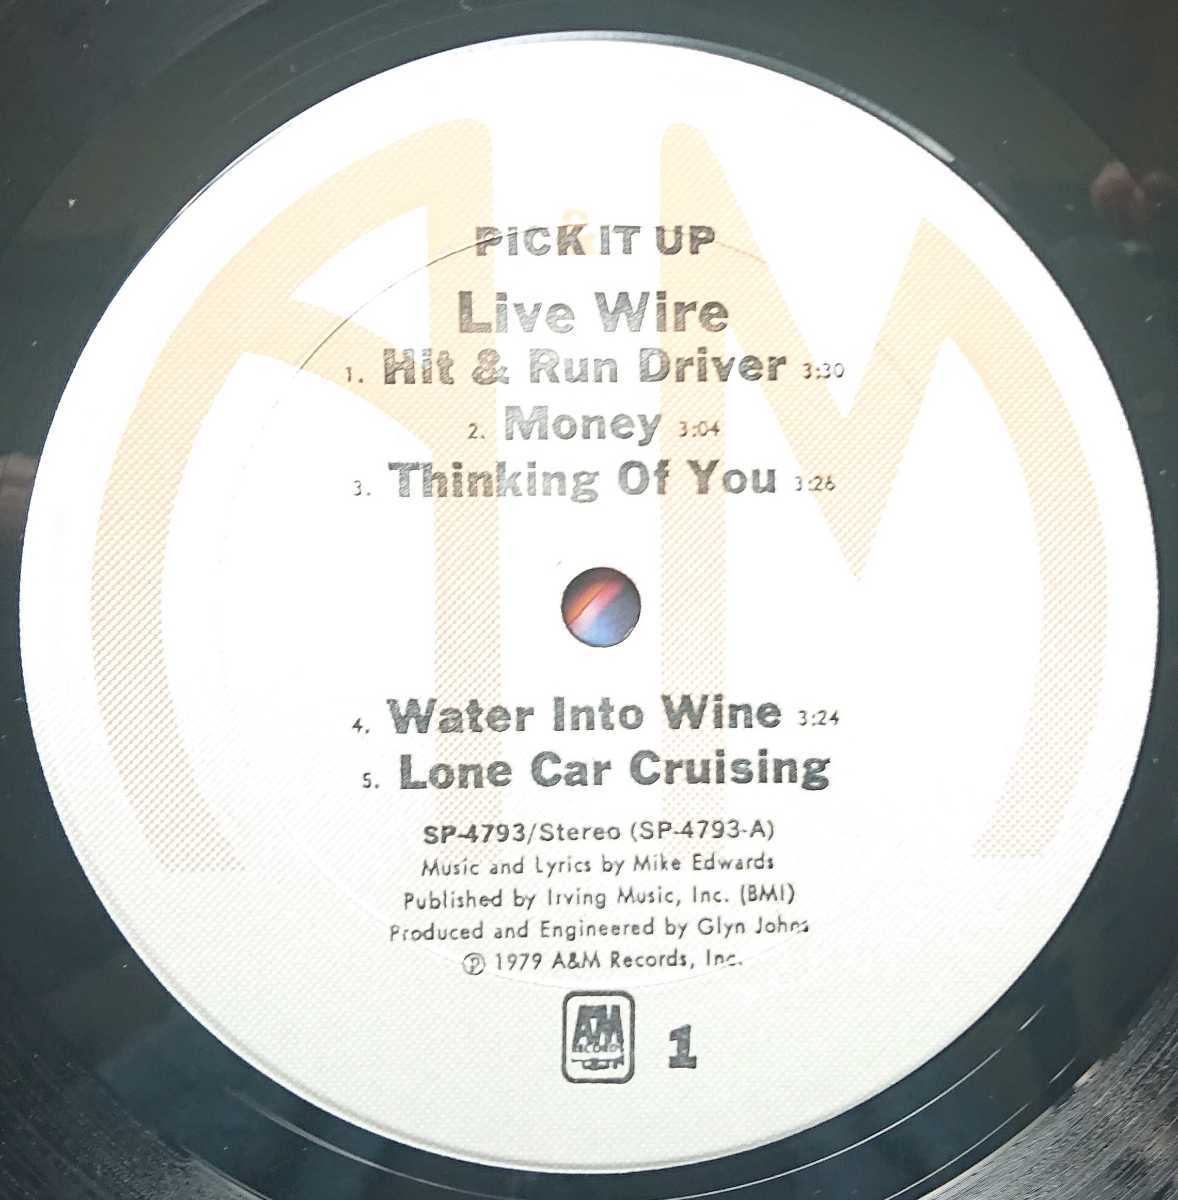 PICK IT UP
Live Wire
1. Hit & Run Driver 3:30
2. Money 3:04
3. Thinking Of You 3:26
4. Water Into Wine 3:24
5. Lone Car Cruising
SP-4793/Stereo (SP-4793-A)
Music and Lyrics by Mike Edwards
Published by Irving Music, Inc. (BMI)
Produced and Engineered by Glyn Johns
℗ 1979 A&M Records, Inc.
A&M
RECORDS
1